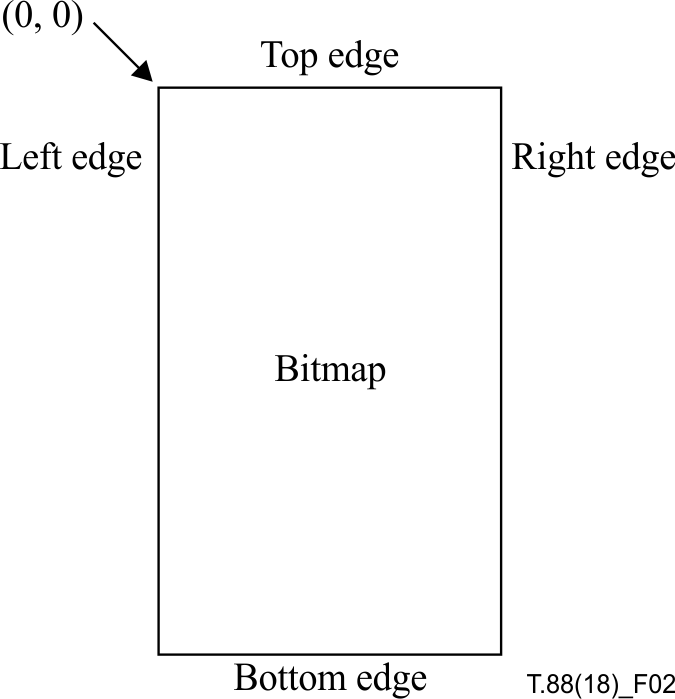 (0, 0)
Top edge
Left edge
Right edge
Bitmap
Bottom edge
T.88(18)_F02